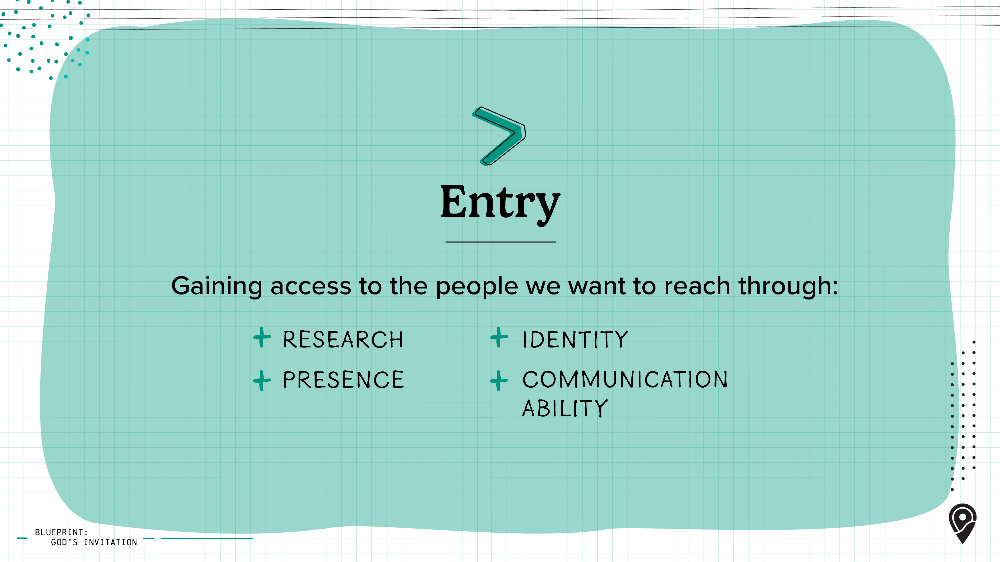 Entry
Gaining access to the people we want to reach through:
RESEARCH
PRESENCE
IDENTITY
COMMUNICATION
ABILITY
BLUEPRINT:
GOD'S INVITATION